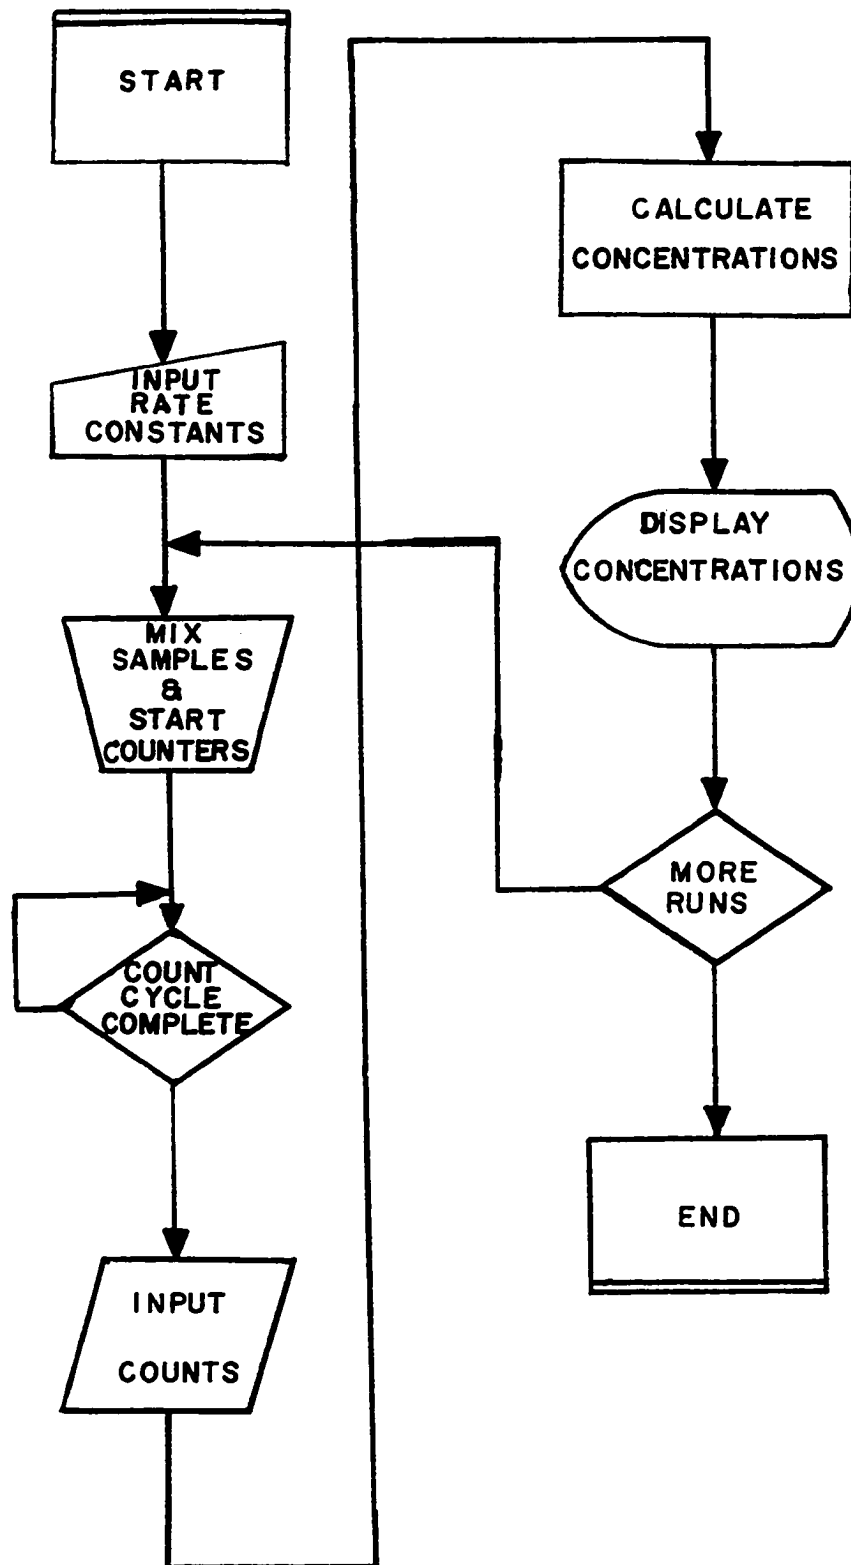 START
INPUT
RATE
CONSTANTS
MIX
SAMPLES
&
START
COUNTERS
COUNT
CYCLE
COMPLETE
INPUT
COUNTS
CALCULATE
CONCENTRATIONS
DISPLAY
CONCENTRATIONS
MORE
RUNS
END